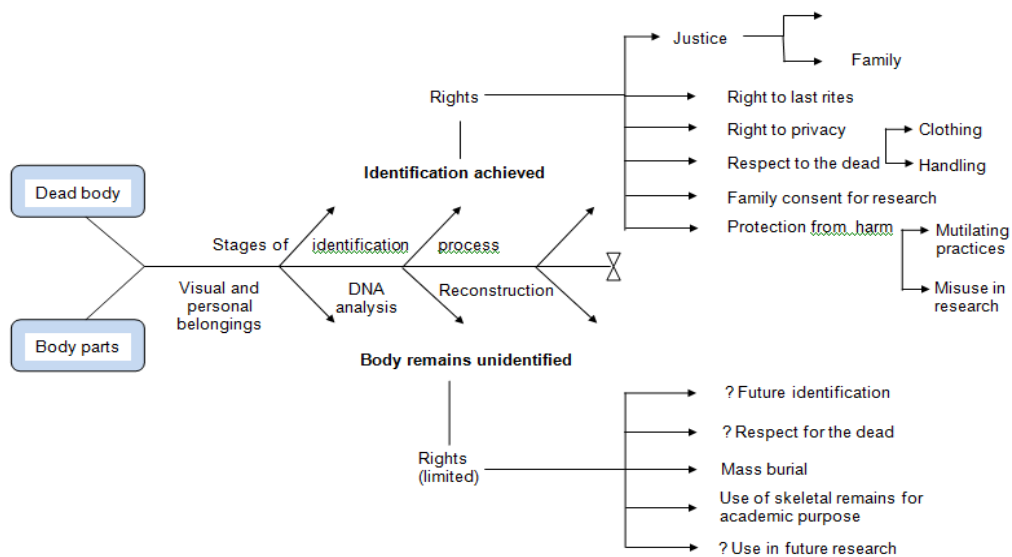 Justice
Family
Rights
Right to last rites
Right to privacy
Clothing
Respect to the dead
Handling
Identification achieved
Family consent for research
Dead body
Protection from harm
Mutilating
practices
Stages of identification process
Misuse in
research
Visual and
personal
belongings
DNA
analysis
Reconstruction
Body parts
Body remains unidentified
? Future identification
? Respect for the dead
Rights
(limited)
Mass burial
Use of skeletal remains for
academic purpose
? Use in future research